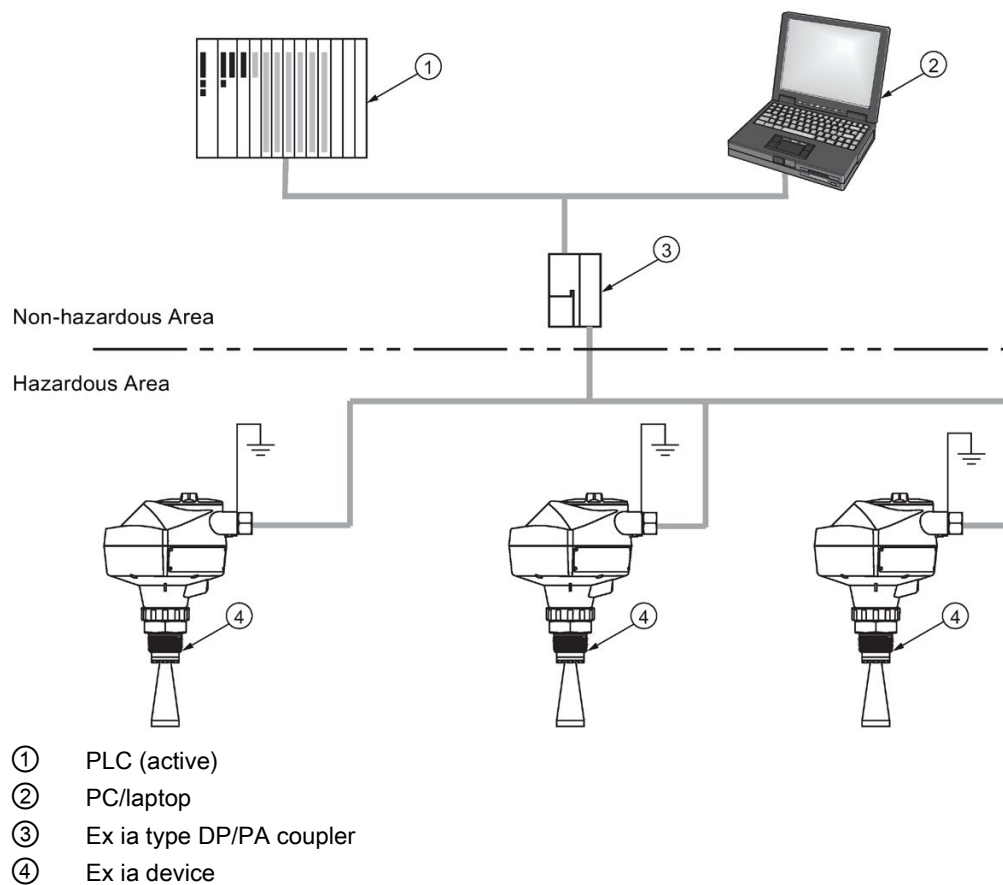 ①
②
③
Non-hazardous Area
Hazardous Area
④ ④ ④
① PLC (active)
② PC/laptop
③ Ex ia type DP/PA coupler
④ Ex ia device